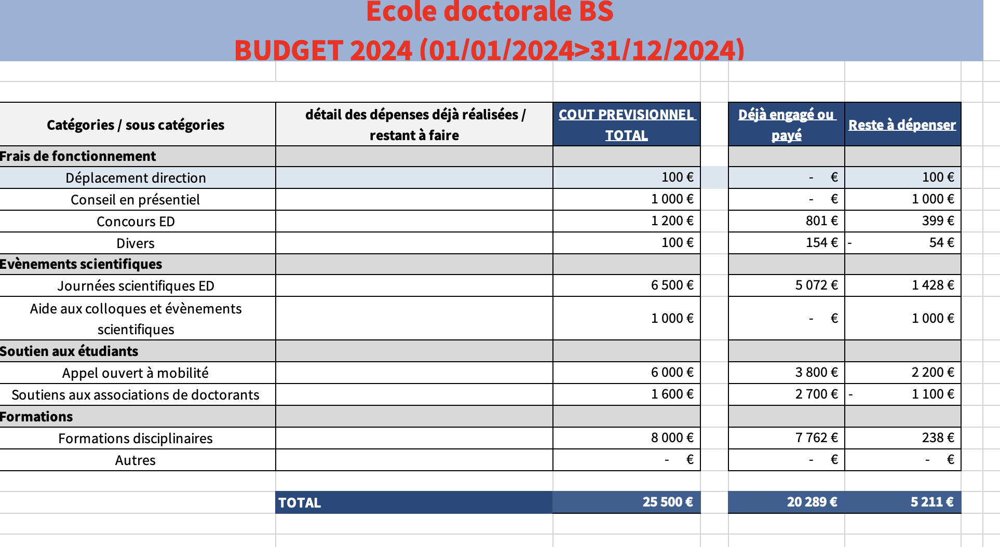 Ecole doctorale BS
BUDGET 2024 (01/01/2024>31/12/2024)
Catégories / sous catégories
détail des dépenses déjà réalisées /
restant à faire
COUT PREVISIONNEL
TOTAL
Déjà engagé ou
payé
Reste à dépenser
Frais de fonctionnement
Déplacement direction 100 € - € 100 €
Conseil en présentiel 1 000 € - € 1 000 €
Concours ED 1 200 € 801 € 399 €
Divers 100 € 154 € - 54 €
Evènements scientifiques
Journées scientifiques ED 6 500 € 5 072 € 1 428 €
Aide aux colloques et évènements
scientifiques
1 000 € - € 1 000 €
Soutien aux étudiants
Appel ouvert à mobilité 6 000 € 3 800 € 2 200 €
Soutiens aux associations de doctorants 1 600 € 2 700 € - 1 100 €
Formations
Formations disciplinaires 8 000 € 7 762 € 238 €
Autres - € - € - €
TOTAL 25 500 € 20 289 € 5 211 €